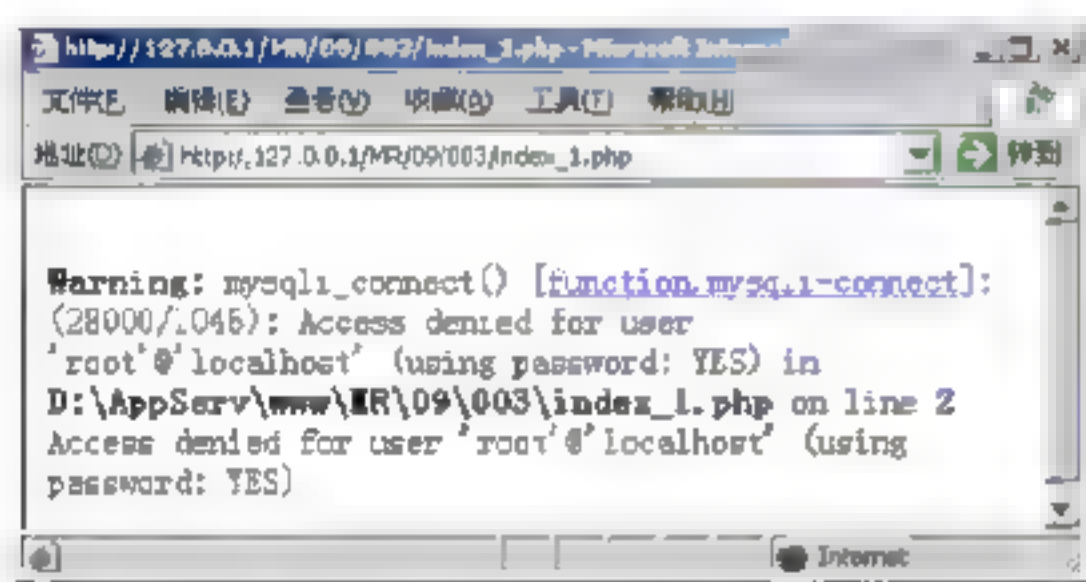 http://127.0.0.1/MR/09/003/index_1.php - Microsoft Internet
文件(F) 编辑(E) 查看(V) 收藏(A) 工具(T) 帮助(H)
地址(D) http://127.0.0.1/MR/09/003/index_1.php 转到
Warning: mysqli_connect() [function.mysqli-connect]:
(28000/1045): Access denied for user
'root'@'localhost' (using password: YES) in
D:\AppServ\www\MR\09\003\index_1.php on line 2
Access denied for user 'root'@'localhost' (using
password: YES)
Internet